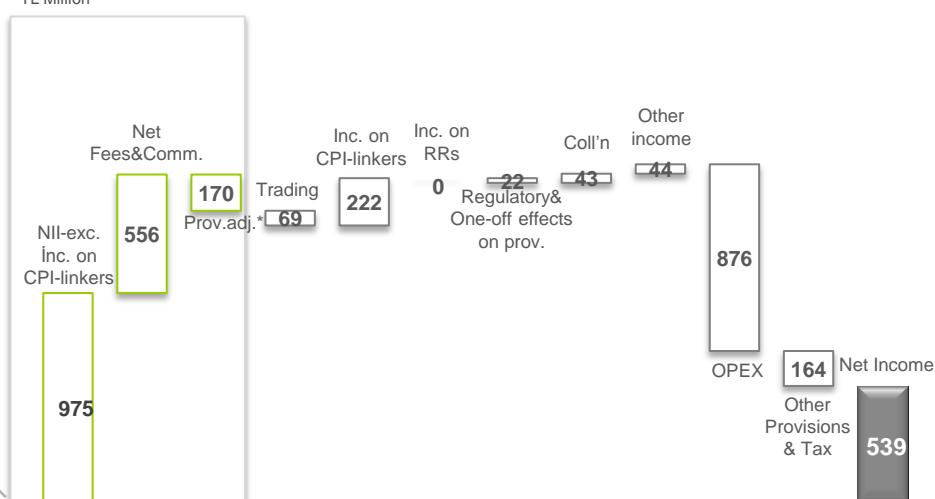 TL Million
Net
Fees&Comm.
Inc. on
CPI-linkers
Inc. on
RRs
Coll'n
Other
income
170
Trading
69
222
0
22
43
44
Prov.adj.*
Regulatory&
One-off effects
on prov.
NII-exc.
İnc. on
CPI-linkers
556
876
975
OPEX
164
Net Income
Other
Provisions
& Tax
539